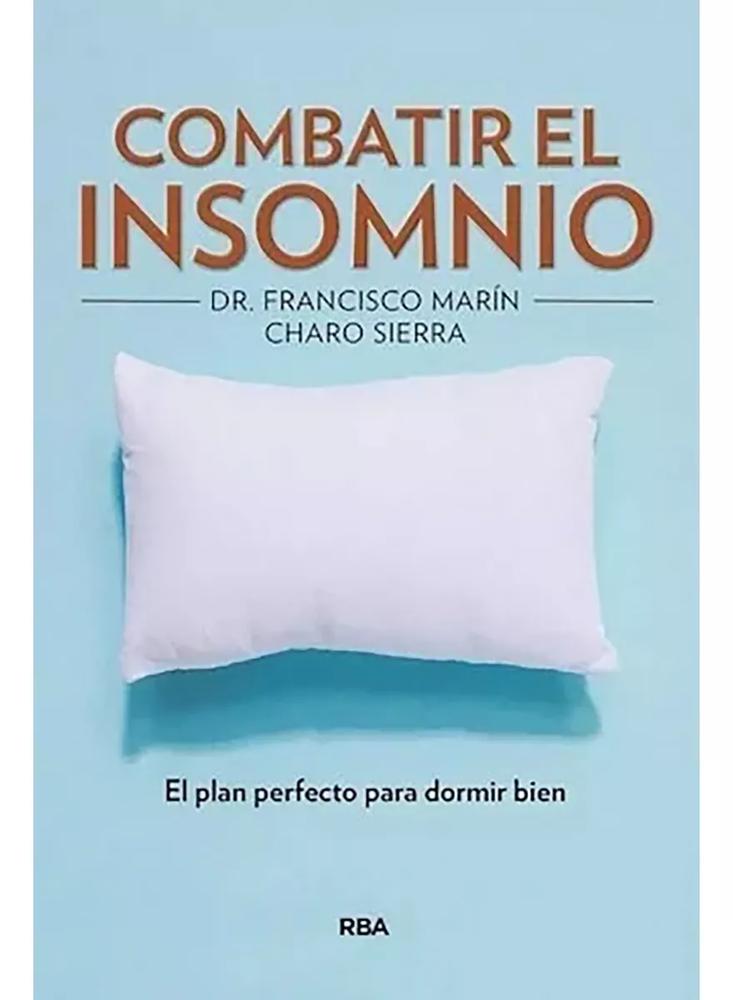 COMBATIR EL
INSOMNIO
DR. FRANCISCO MARÍN
CHARO SIERRA
El plan perfecto para dormir bien
RBA